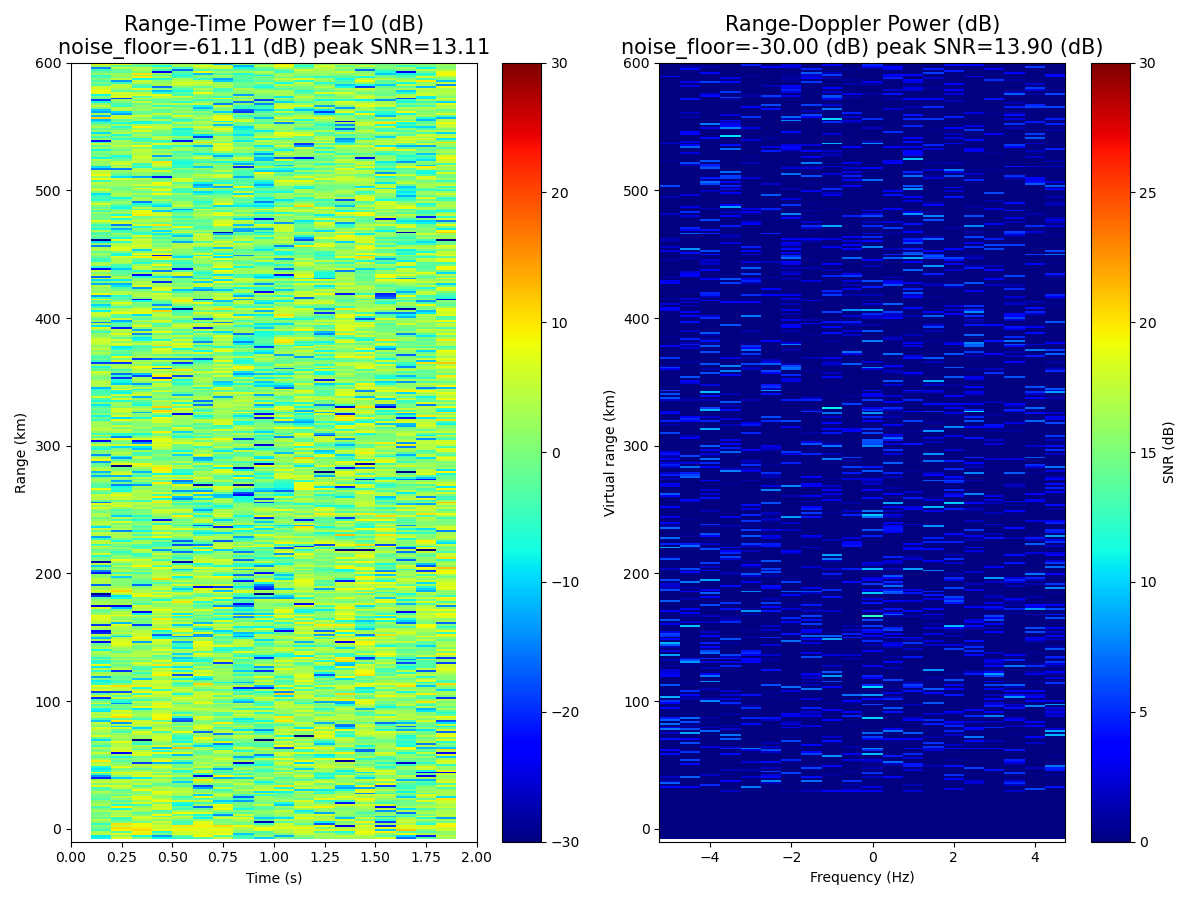 Range-Time Power f=10 (dB)
noise_floor=-61.11 (dB) peak SNR=13.11
Range-Doppler Power (dB)
noise_floor=-30.00 (dB) peak SNR=13.90 (dB)
600
500
400
300
200
100
0
Range (km)
0.00 0.25 0.50 0.75 1.00 1.25 1.50 1.75 2.00
Time (s)
30
20
10
0
−10
−20
−30
600
500
400
300
200
100
0
Virtual range (km)
−4 −2 0 2 4
Frequency (Hz)
30
25
20
15
10
5
0
SNR (dB)